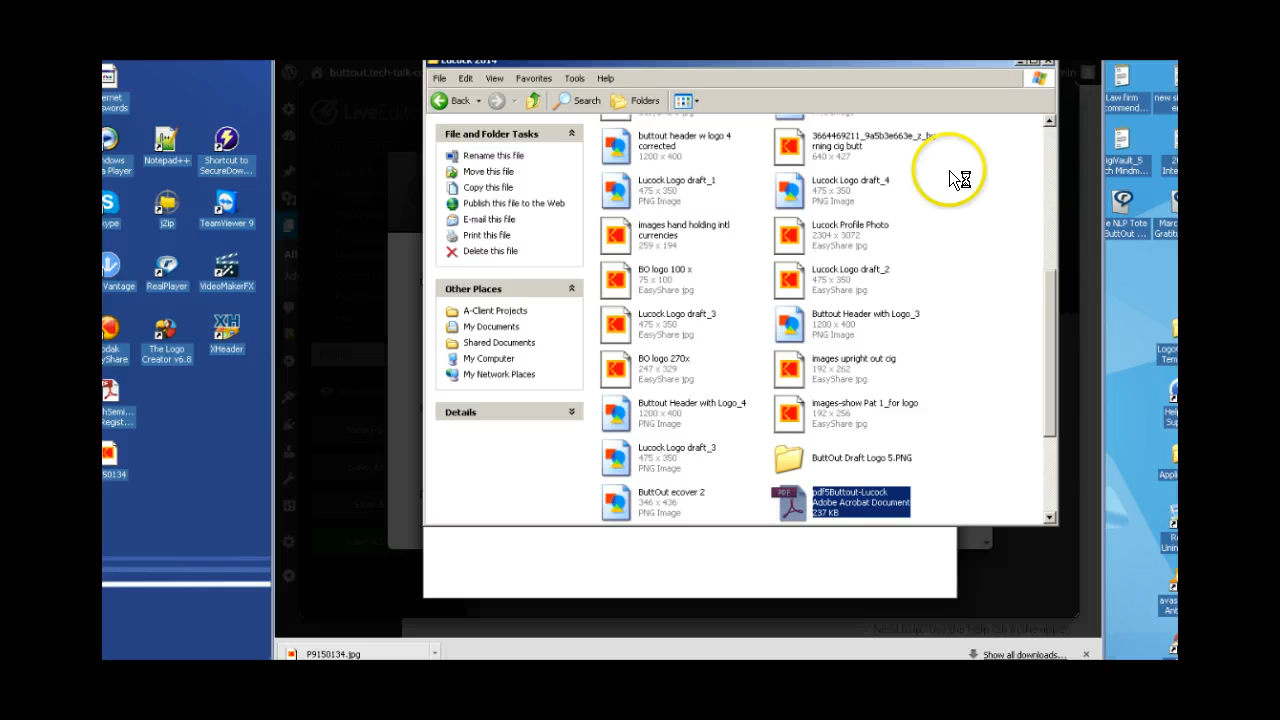 Lucock 2014
File Edit View Favorites Tools Help
Back Search Folders
File and Folder Tasks
Rename this file
Move this file
Copy this file
Publish this file to the Web
E-mail this file
Print this file
Delete this file
Other Places
A-Client Projects
My Documents
Shared Documents
My Computer
My Network Places
Details
buttout header w logo 4
corrected
1200 x 400
Lucock Logo draft_1
475 x 350
PNG Image
images hand holding intl
currencies
259 x 194
BO logo 100 x
75 x 100
EasyShare jpg
Lucock Logo draft_3
475 x 350
EasyShare jpg
BO logo 270x
247 x 329
EasyShare jpg
Buttout Header with Logo_4
1200 x 400
PNG Image
Lucock Logo draft_3
475 x 350
PNG Image
ButtOut ecover 2
346 x 436
PNG Image
3664469211_9a5b3e663e_z_bu
rning cig butt
640 x 427
Lucock Logo draft_4
475 x 350
PNG Image
Lucock Profile Photo
2304 x 3072
EasyShare jpg
Lucock Logo draft_2
475 x 350
EasyShare jpg
Buttout Header with Logo_3
1200 x 400
PNG Image
images upright out cig
192 x 262
EasyShare jpg
images-show Pat 1_for logo
192 x 256
EasyShare jpg
ButtOut Draft Logo 5.PNG
pdf5Buttout-Lucock
Adobe Acrobat Document
237 KB
Notepad++
Shortcut to
SecureDow...
jZip
TeamViewer 9
RealPlayer
VideoMakerFX
The Logo
Creator v6.8
XHeader
buttout.tech-talk-co
LiveEdito
P9150134.jpg
Show all downloads...
Law firm
commend...